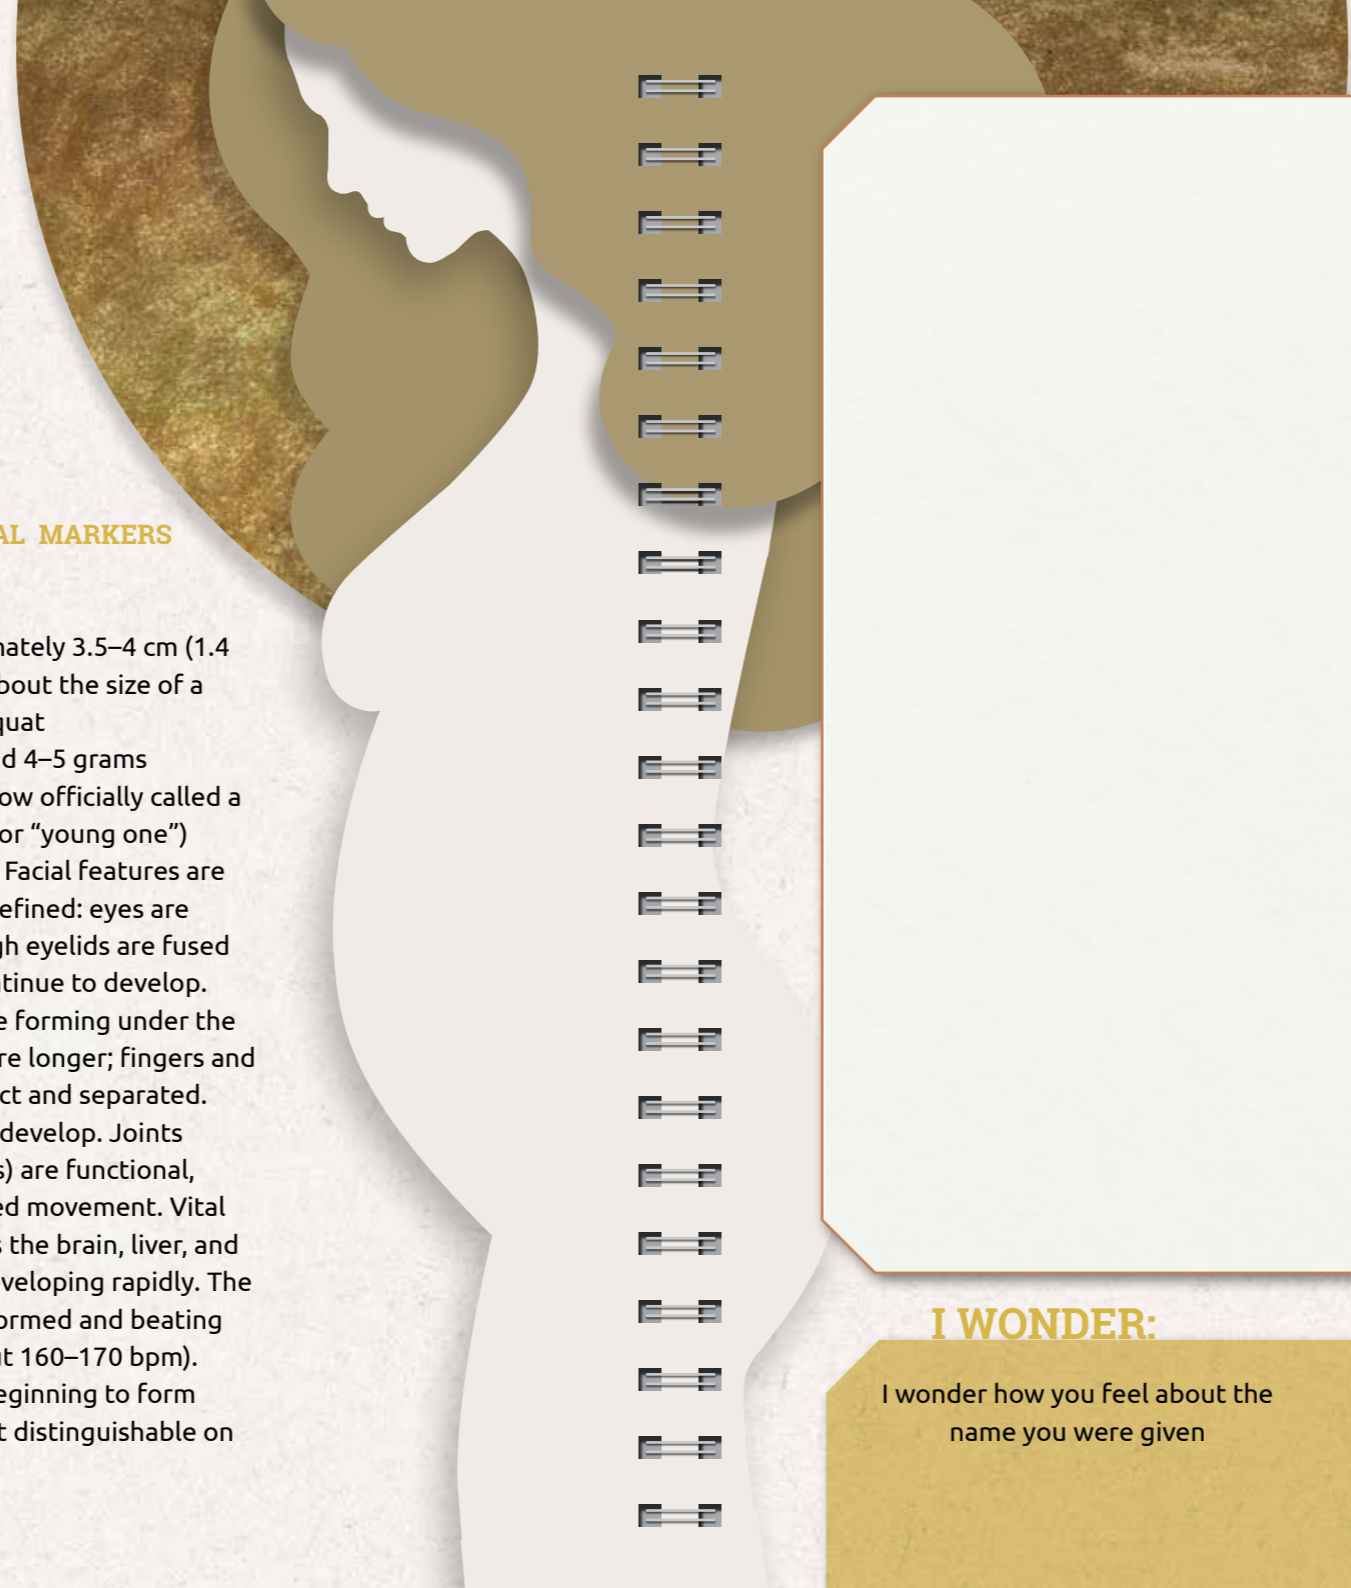 AL MARKERS
nately 3.5–4 cm (1.4
bout the size of a
quat
d 4–5 grams
ow officially called a
or “young one”)
Facial features are
efined: eyes are
gh eyelids are fused
tinue to develop.
e forming under the
re longer; fingers and
ct and separated.
develop. Joints
s) are functional,
ed movement. Vital
s the brain, liver, and
veloping rapidly. The
ormed and beating
t 160–170 bpm).
eginning to form
t distinguishable on
I WONDER:
I wonder how you feel about the
name you were given